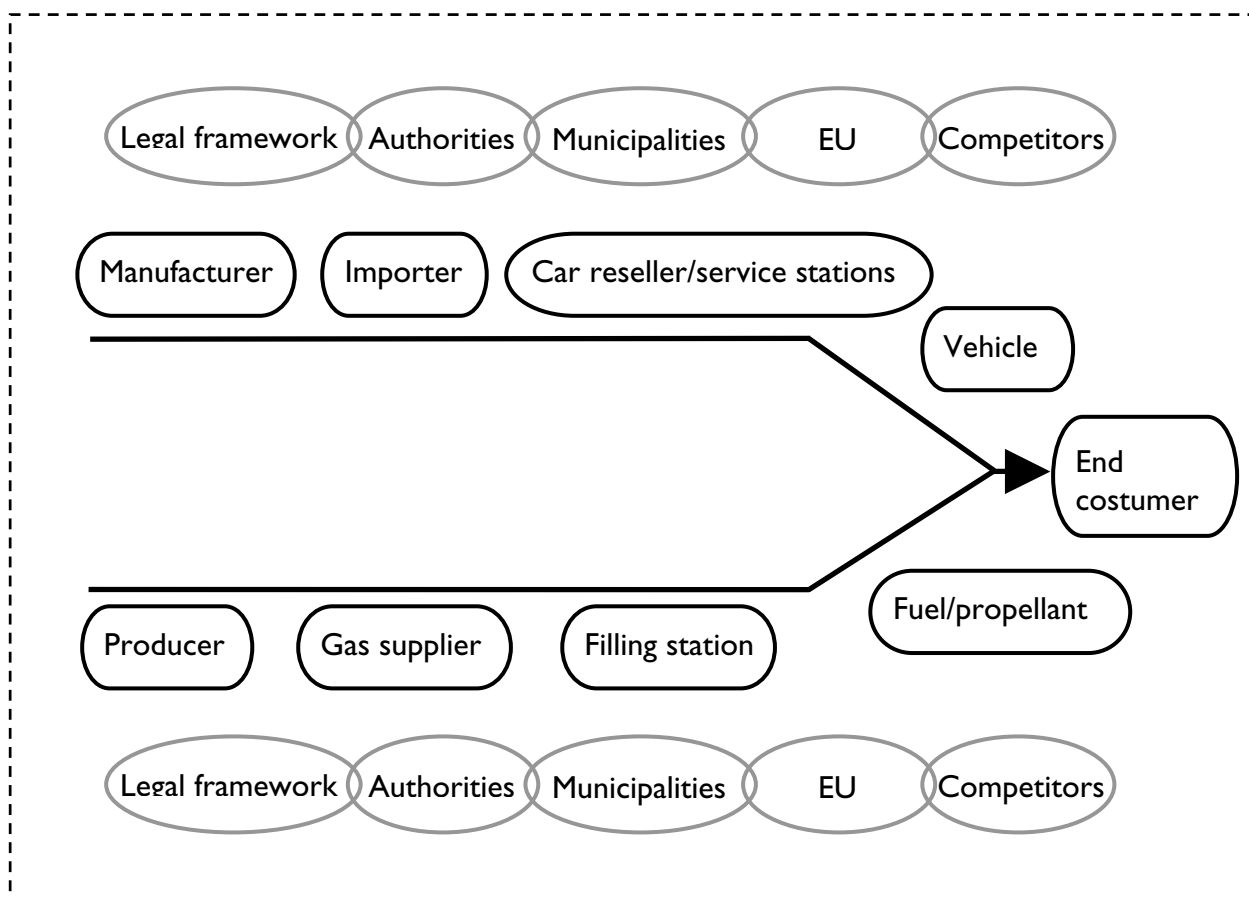 Legal framework Authorities Municipalities EU Competitors
Manufacturer Importer Car reseller/service stations
Vehicle
End
costumer
Fuel/propellant
Producer Gas supplier Filling station
Legal framework Authorities Municipalities EU Competitors